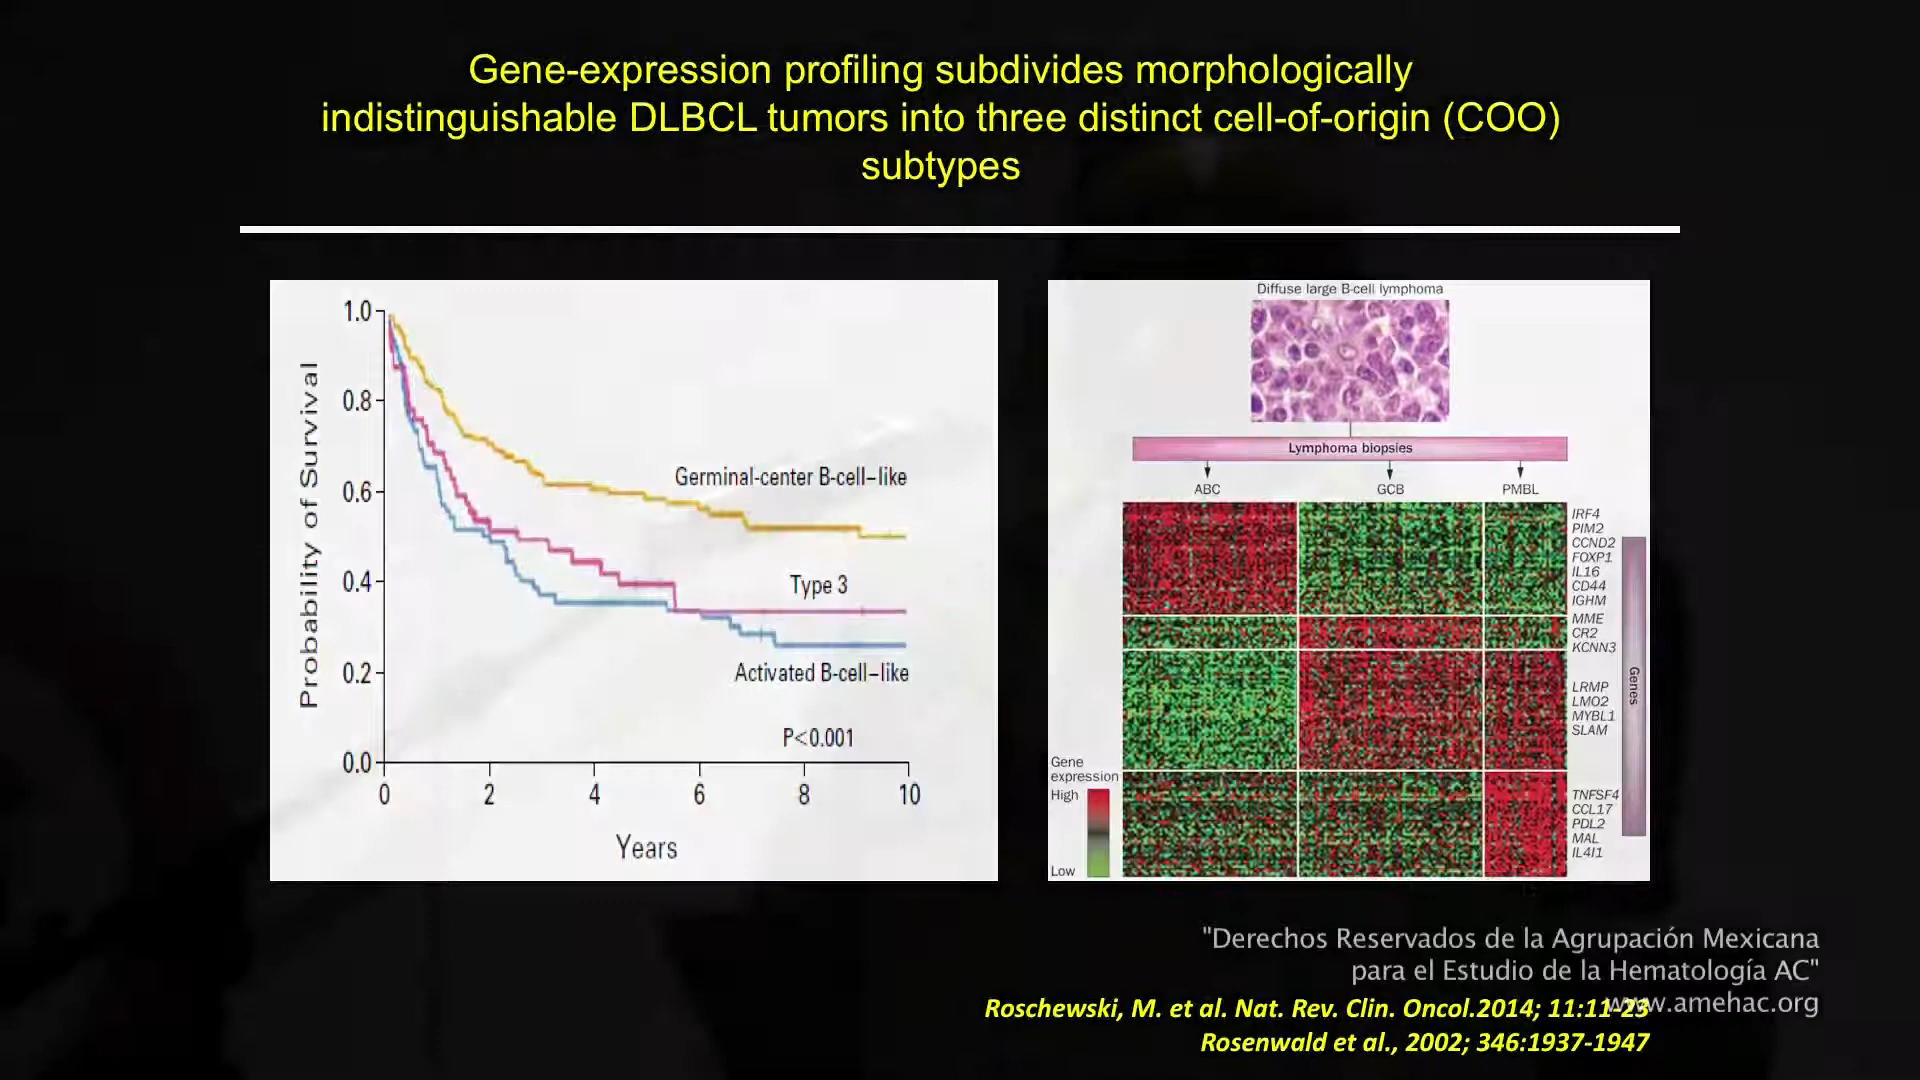 Gene-expression profiling subdivides morphologically
indistinguishable DLBCL tumors into three distinct cell-of-origin (COO)
subtypes
1.0
0.8
0.6
0.4
0.2
0.0
Probability of Survival
Germinal-center B-cell–like
Type 3
Activated B-cell–like
P<0.001
0 2 4 6 8 10
Years
Diffuse large B-cell lymphoma
Lymphoma biopsies
ABC GCB PMBL
IRF4
PIM2
CCND2
FOXP1
IL16
CD44
IGHM
MME
CR2
KCNN3
LRMP
LMO2
MYBL1
SLAM
TNFSF4
CCL17
PDL2
MAL
IL4I1
Genes
Gene
expression
High
Low
"Derechos Reservados de la Agrupación Mexicana
para el Estudio de la Hematología AC"
www.amehac.org
Roschewski, M. et al. Nat. Rev. Clin. Oncol.2014; 11:11-23
Rosenwald et al., 2002; 346:1937-1947